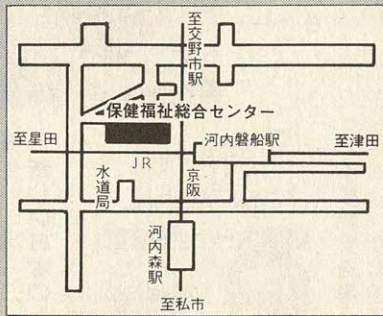 至交野市駅
保健福祉総合センター
至星田
JR
河内磐船駅
至津田
水道局
京阪
河内森駅
至私市